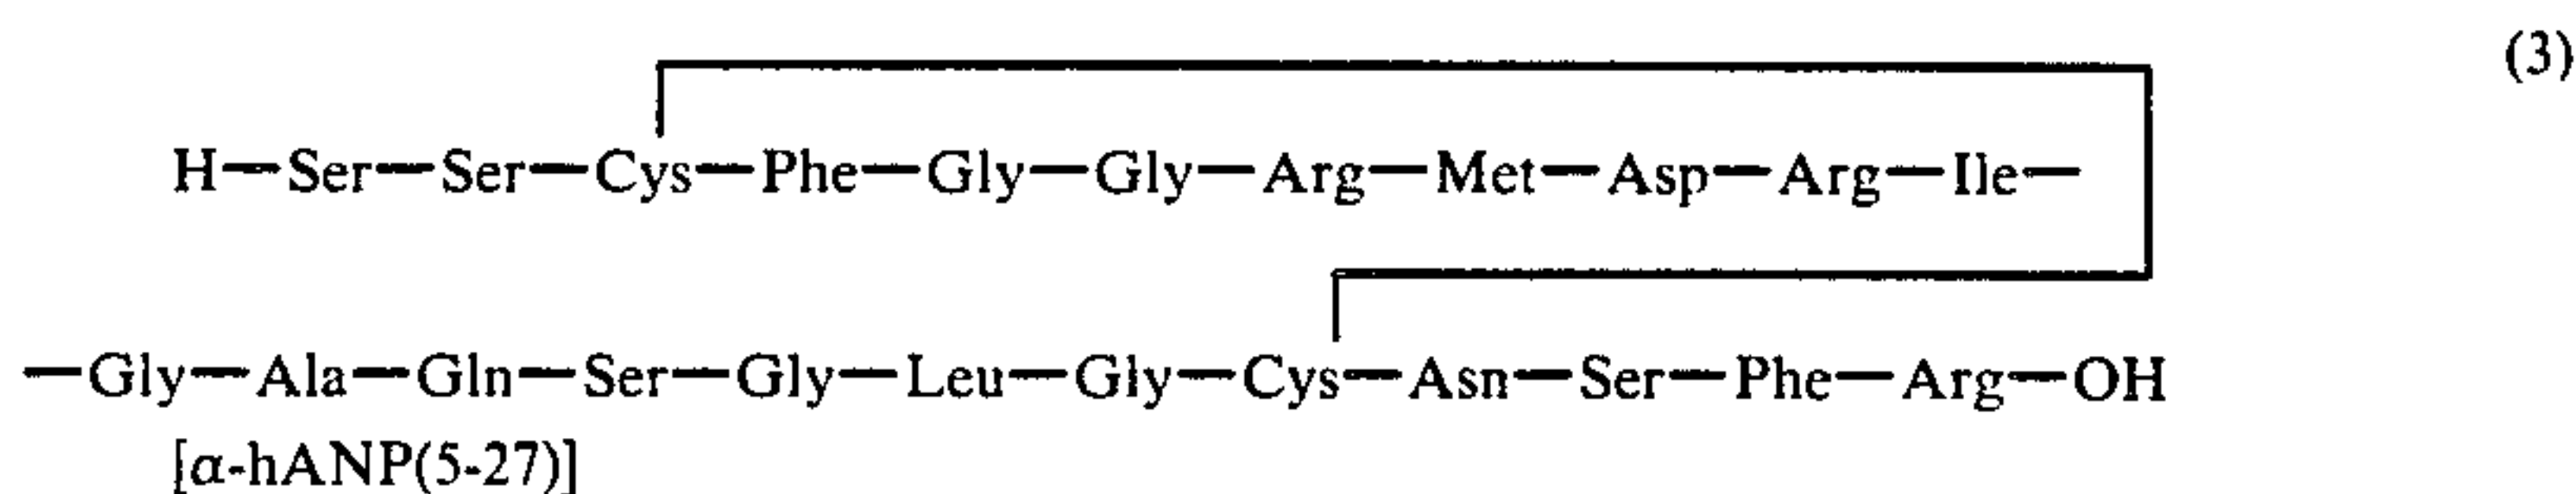 (3)
H—Ser—Ser—Cys—Phe—Gly—Gly—Arg—Met—Asp—Arg—Ile—
—Gly—Ala—Gln—Ser—Gly—Leu—Gly—Cys—Asn—Ser—Phe—Arg—OH
[α-hANP(5-27)]